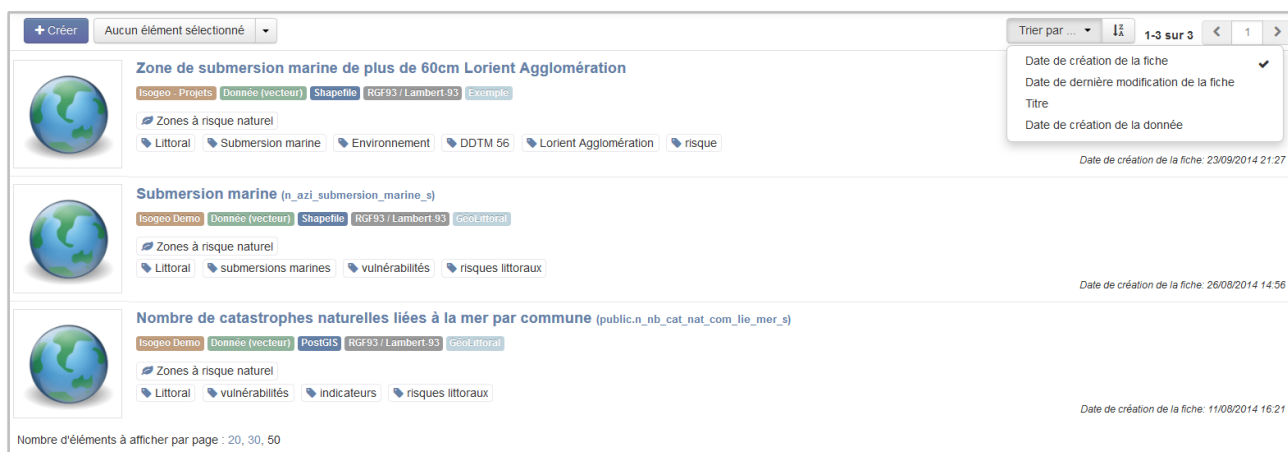 Créer
Aucun élément sélectionné
Trier par ...
1-3 sur 3
1
Date de création de la fiche
Date de dernière modification de la fiche
Titre
Date de création de la donnée
Zone de submersion marine de plus de 60cm Lorient Agglomération
Isogeo - Projets Donnée (vecteur) Shapefile RGF93 / Lambert-93 Exemple
Zones à risque naturel
Littoral Submersion marine Environnement DDTM 56 Lorient Agglomération risque
Date de création de la fiche: 23/09/2014 21:27
Submersion marine (n_azi_submersion_marine_s)
Isogeo Demo Donnée (vecteur) Shapefile RGF93 / Lambert-93 GéoLittoral
Zones à risque naturel
Littoral submersions marines vulnérabilités risques littoraux
Date de création de la fiche: 26/08/2014 14:56
Nombre de catastrophes naturelles liées à la mer par commune (public.n_nb_cat_nat_com_lie_mer_s)
Isogeo Demo Donnée (vecteur) PostGIS RGF93 / Lambert-93 GéoLittoral
Zones à risque naturel
Littoral vulnérabilités indicateurs risques littoraux
Date de création de la fiche: 11/08/2014 16:21
Nombre d'éléments à afficher par page : 20, 30, 50